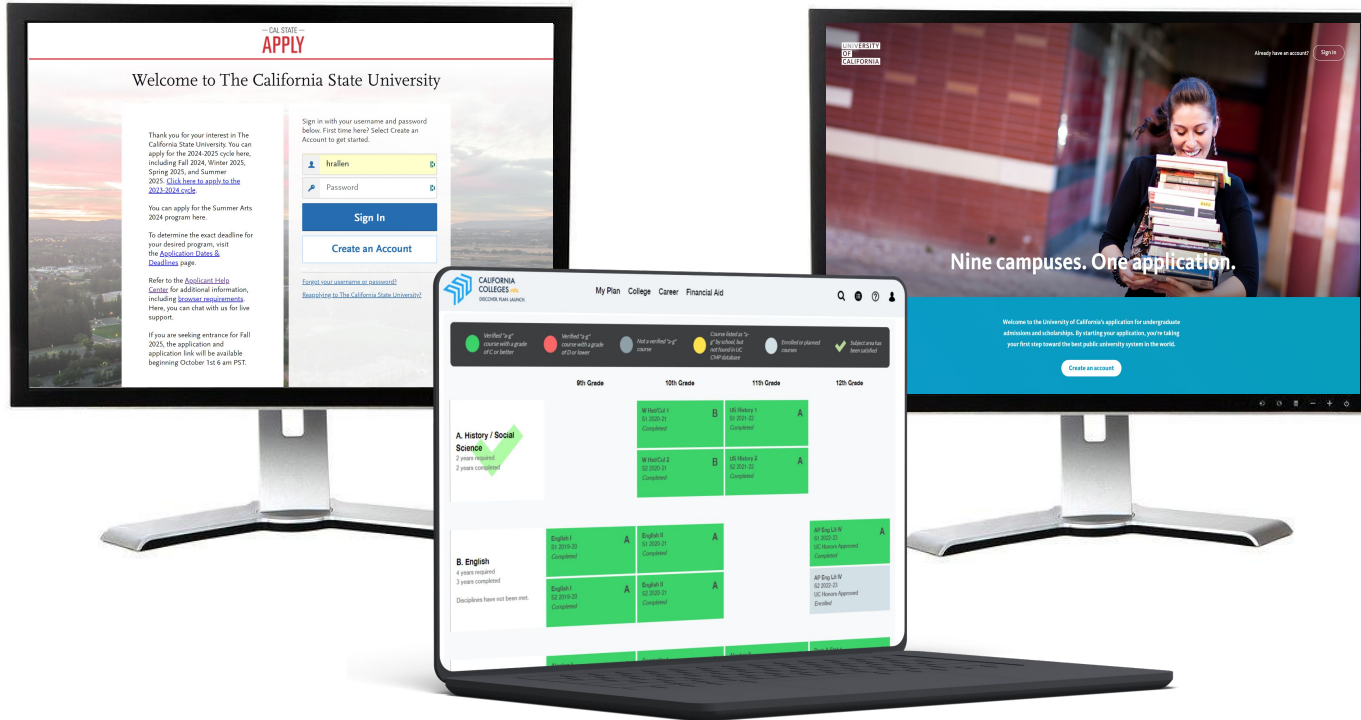 — CAL STATE —
APPLY
Welcome to The California State University
Thank you for your interest in The
California State University. You can
apply for the 2024-2025 cycle here,
including Fall 2024, Winter 2025,
Spring 2025, and Summer
2025. Click here to apply to the
2023-2024 cycle.
You can apply for the Summer Arts
2024 program here.
To determine the exact deadline for
your desired program, visit
the Application Dates &
Deadlines page.
Refer to the Applicant Help
Center for additional information,
including browser requirements.
Here, you can chat with us for live
support.
If you are seeking entrance for Fall
2025, the application and
application link will be available
beginning October 1st 6 am PST.
Sign in with your username and password
below. First time here? Select Create an
Account to get started.
hrallen
Password
Sign In
Create an Account
Forgot your username or password?
Reapplying to The California State University?
UNIVERSITY
OF
CALIFORNIA
Already have an account?
Sign in
Nine campuses. One application.
Welcome to the University of California's application for undergraduate
admissions and scholarships. By starting your application, you're taking
your first step toward the best public university system in the world.
Create an account
CALIFORNIA
COLLEGES
DISCOVER. PLAN. LAUNCH.
My Plan College Career Financial Aid
Verified "a-g"
course with a grade
of C or better
Verified "a-g"
course with a grade
of D or lower
Not a verified "a-g"
course
Course listed as "a-
g" by school, but
not found in UC
CMP database
Enrolled or planned
courses
Subject area has
been satisfied
9th Grade
10th Grade
11th Grade
12th Grade
A. History / Social
Science
2 years required
2 years completed
W Hist/Cul 1 B
S1 2020-21
Completed
US History 1 A
S1 2021-22
Completed
W Hist/Cul 2 B
S2 2020-21
Completed
US History 2 A
S2 2021-22
Completed
B. English
4 years required
3 years completed
Disciplines have not been met.
English I A
S1 2019-20
Completed
English II A
S1 2020-21
Completed
AP Eng Lit IV A
S1 2022-23
UC Honors Approved
Completed
English I A
S2 2019-20
Completed
English II A
S2 2020-21
Completed
AP Eng Lit IV
S2 2022-23
UC Honors Approved
Enrolled